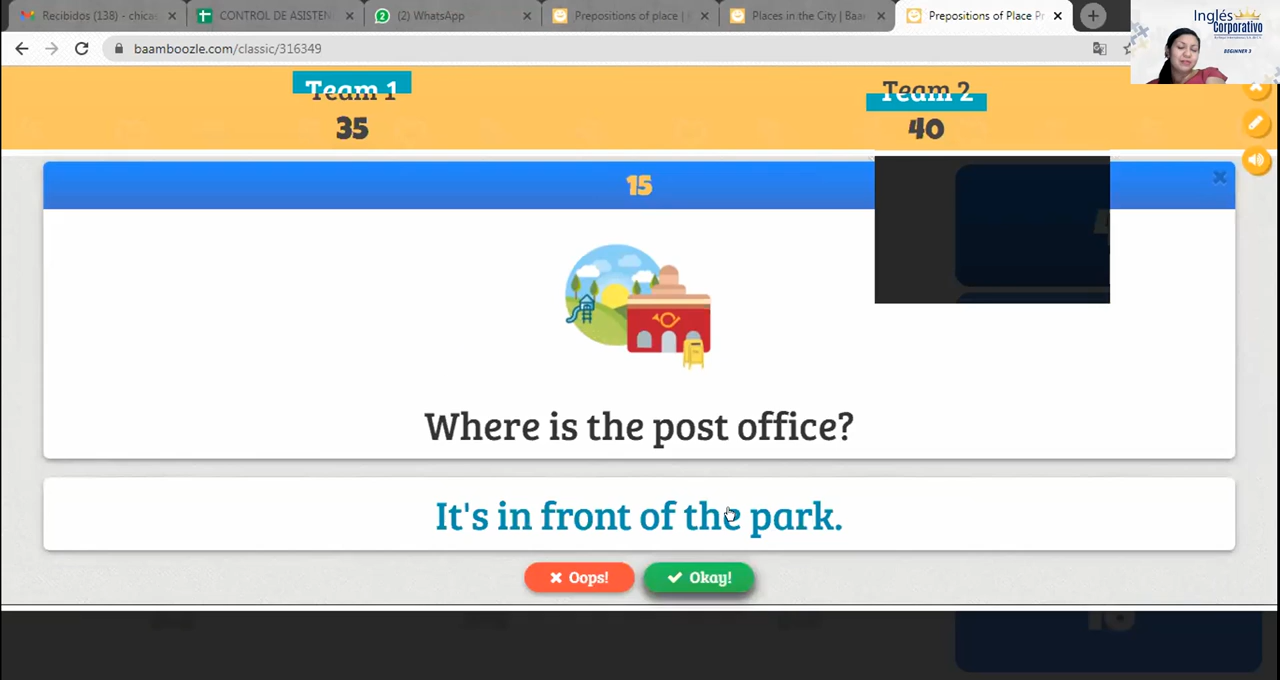 Recibidos (138) - chica
CONTROL DE ASISTEN
(2) WhatsApp
Prepositions of place |
Places in the City | Baa
Prepositions of Place Pr
baamboozle.com/classic/316349
Inglés
Corporativo
BEGINNER 3
Team 1
35
Team 2
40
15
Where is the post office?
It's in front of the park.
Oops!
Okay!